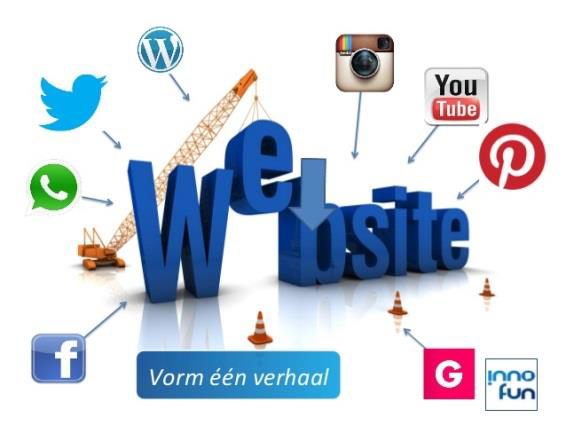 You
Tube
Website
Vorm één verhaal
G
inno
fun